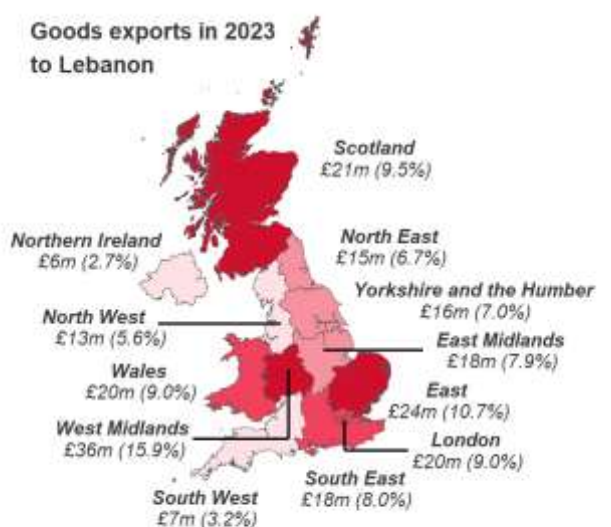 Goods exports in 2023
to Lebanon
Scotland
£21m (9.5%)
Northern Ireland
£6m (2.7%)
North East
£15m (6.7%)
Yorkshire and the Humber
£16m (7.0%)
North West
£13m (5.6%)
East Midlands
£18m (7.9%)
Wales
£20m (9.0%)
East
£24m (10.7%)
West Midlands
£36m (15.9%)
London
£20m (9.0%)
South East
£18m (8.0%)
South West
£7m (3.2%)